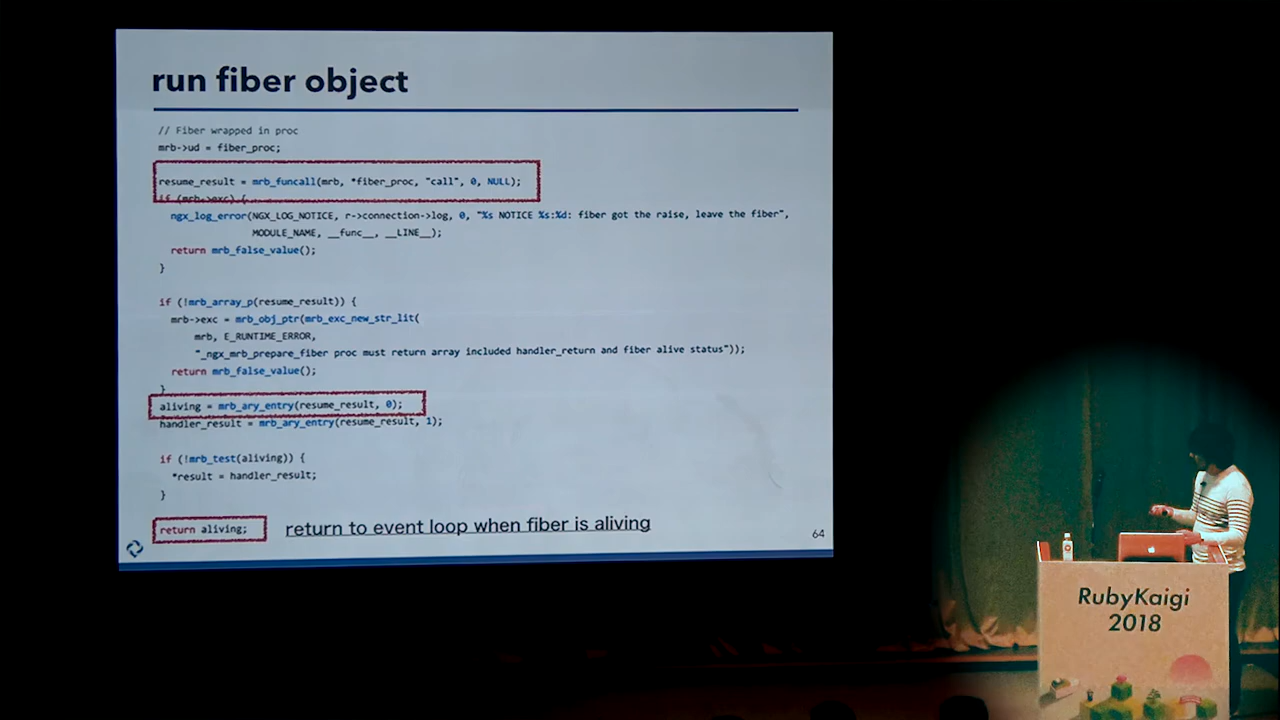 run fiber object
// Fiber wrapped in proc
mrb->ud = fiber_proc;
resume_result = mrb_funcall(mrb, *fiber_proc, "call", 0, NULL);
if (mrb->exc) {
ngx_log_error(NGX_LOG_NOTICE, r->connection->log, 0, "%s NOTICE %s:%d: fiber got the raise, leave the fiber",
MODULE_NAME, __func__, __LINE__);
return mrb_false_value();
}
if (!mrb_array_p(resume_result)) {
mrb->exc = mrb_obj_ptr(mrb_exc_new_str_lit(
mrb, E_RUNTIME_ERROR,
"_ngx_mrb_prepare_fiber proc must return array included handler_return and fiber alive status"));
return mrb_false_value();
}
aliving = mrb_ary_entry(resume_result, 0);
handler_result = mrb_ary_entry(resume_result, 1);
if (!mrb_test(aliving)) {
*result = handler_result;
}
return aliving;
return to event loop when fiber is aliving
64
RubyKaigi
2018